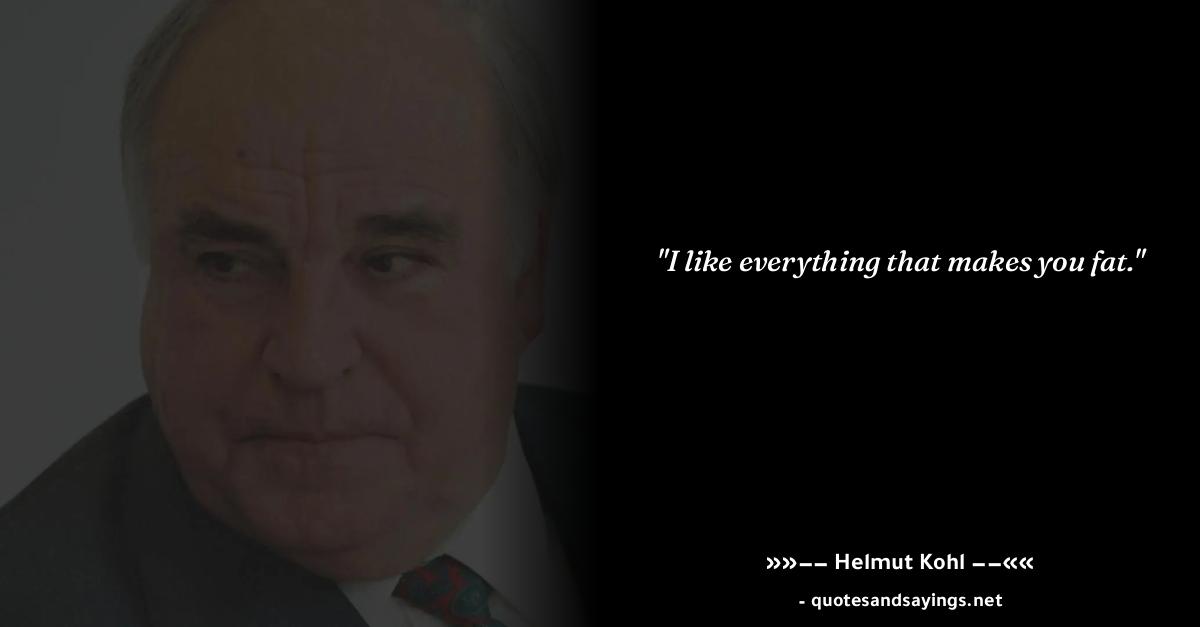 "I like everything that makes you fat."
»»−− Helmut Kohl −−««
- quotesandsayings.net